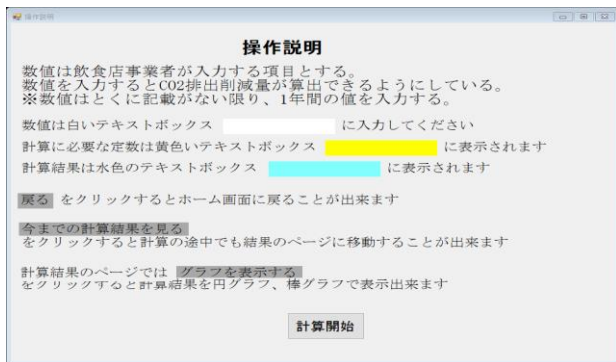 操作説明
操作説明
数値は飲食店事業者が入力する項目とする。
数値を入力するとCO2排出削減量が算出できるようにしている。
※数値はとくに記載がない限り、1年間の値を入力する。
数値は白いテキストボックス に入力してください
計算に必要な定数は黄色いテキストボックス に表示されます
計算結果は水色のテキストボックス に表示されます
戻る をクリックするとホーム画面に戻ることが出来ます
今までの計算結果を見る
をクリックすると計算の途中でも結果のページに移動することが出来ます
計算結果のページでは グラフを表示する
をクリックすると計算結果を円グラフ、棒グラフで表示出来ます
計算開始